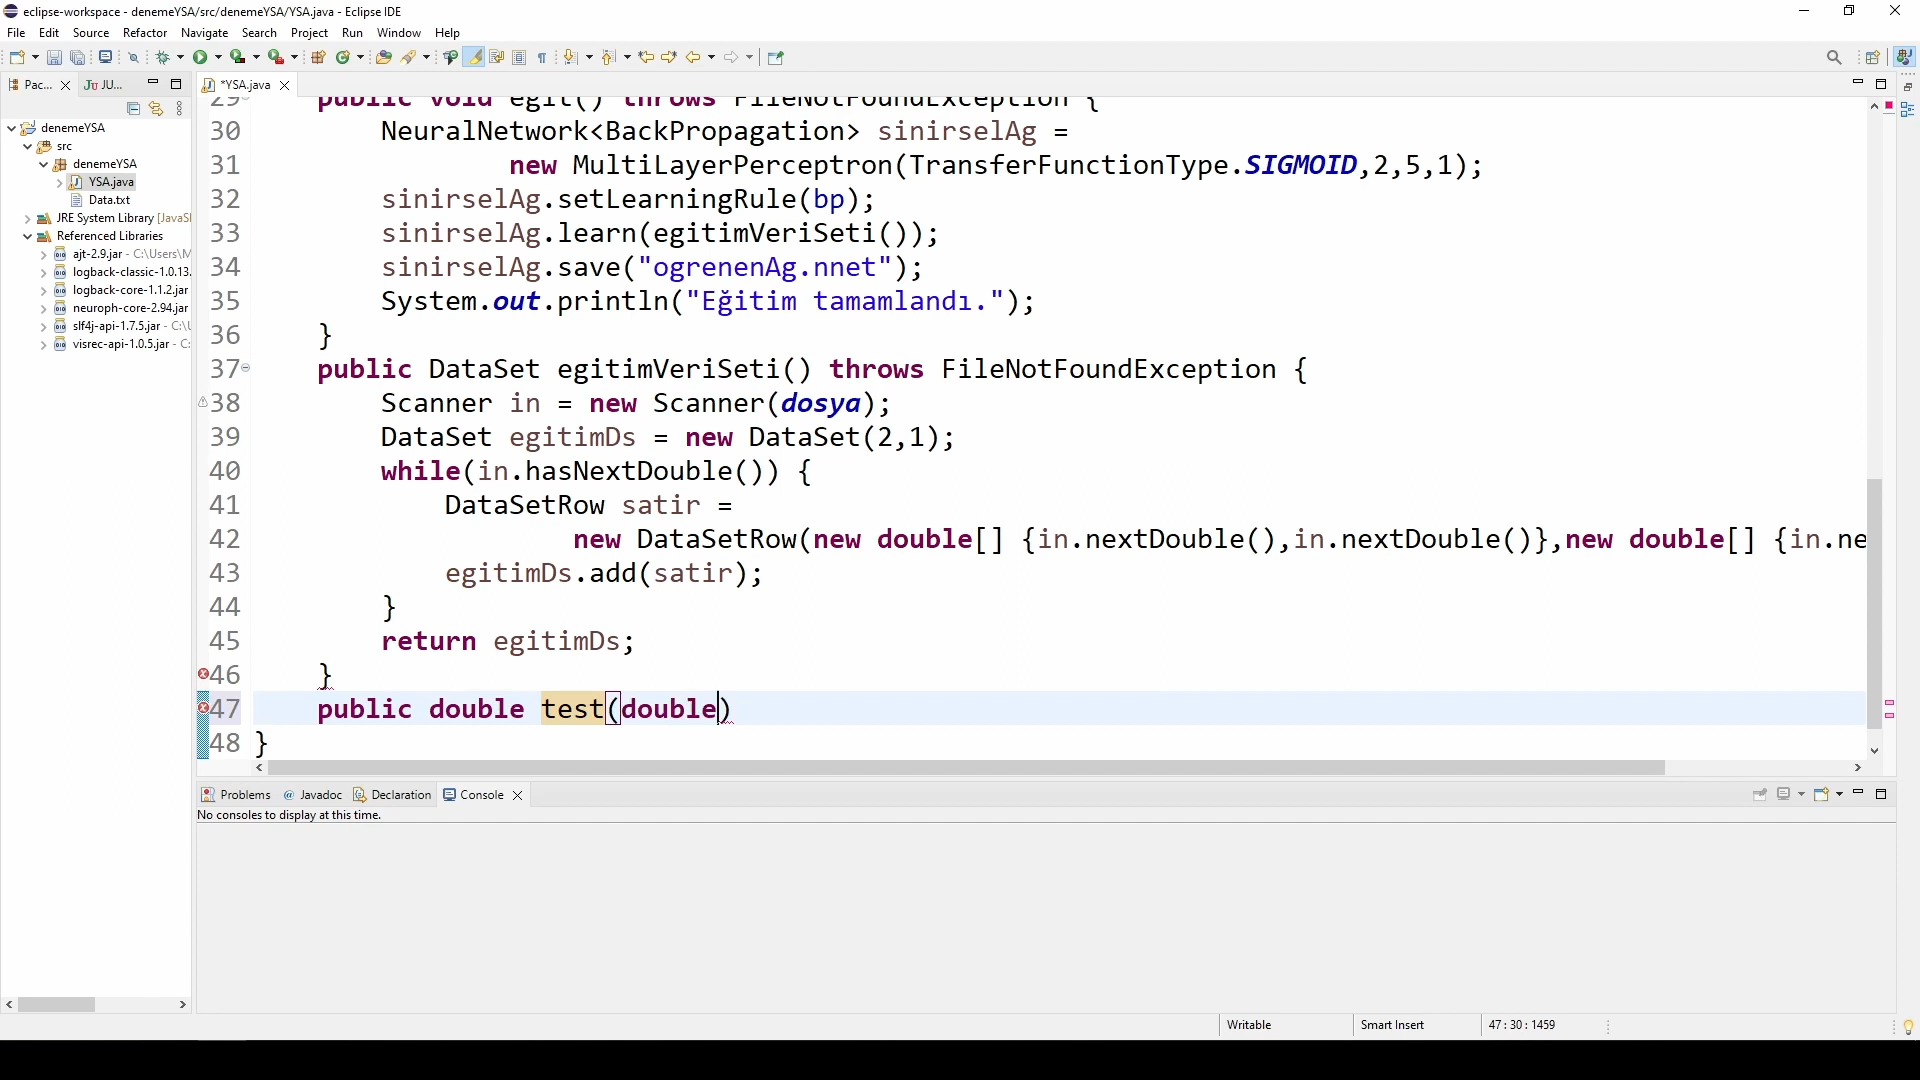 eclipse-workspace - denemeYSA/src/denemeYSA/YSA.java - Eclipse IDE
File Edit Source Refactor Navigate Search Project Run Window Help
Pac... JU... *YSA.java
denemeYSA
src
denemeYSA
YSA.java
Data.txt
JRE System Library [JavaS
Referenced Libraries
ajt-2.9.jar - C:\Users\M
logback-classic-1.0.13.
logback-core-1.1.2.jar
neuroph-core-2.94.jar
slf4j-api-1.7.5.jar - C:\U
visrec-api-1.0.5.jar - C:
29 public void egit() throws FileNotFoundException {
30 NeuralNetwork<BackPropagation> sinirselAg =
31 new MultiLayerPerceptron(TransferFunctionType.SIGMOID,2,5,1);
32 sinirselAg.setLearningRule(bp);
33 sinirselAg.learn(egitimVeriSeti());
34 sinirselAg.save("ogrenenAg.nnet");
35 System.out.println("Eğitim tamamlandı.");
36 }
37 public DataSet egitimVeriSeti() throws FileNotFoundException {
38 Scanner in = new Scanner(dosya);
39 DataSet egitimDs = new DataSet(2,1);
40 while(in.hasNextDouble()) {
41 DataSetRow satir =
42 new DataSetRow(new double[] {in.nextDouble(),in.nextDouble()},new double[] {in.ne
43 egitimDs.add(satir);
44 }
45 return egitimDs;
46 }
47 public double test(double)
48 }
Problems @ Javadoc Declaration Console
No consoles to display at this time.
Writable Smart Insert 47 : 30 : 1459